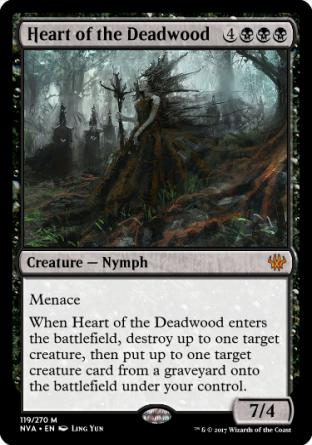 Heart of the Deadwood 4
Creature — Nymph
Menace
When Heart of the Deadwood enters
the battlefield, destroy up to one target
creature, then put up to one target
creature card from a graveyard onto
the battlefield under your control.
7/4
119/270 M
NVA • EN Ling Yun
™ & © 2017 Wizards of the Coast